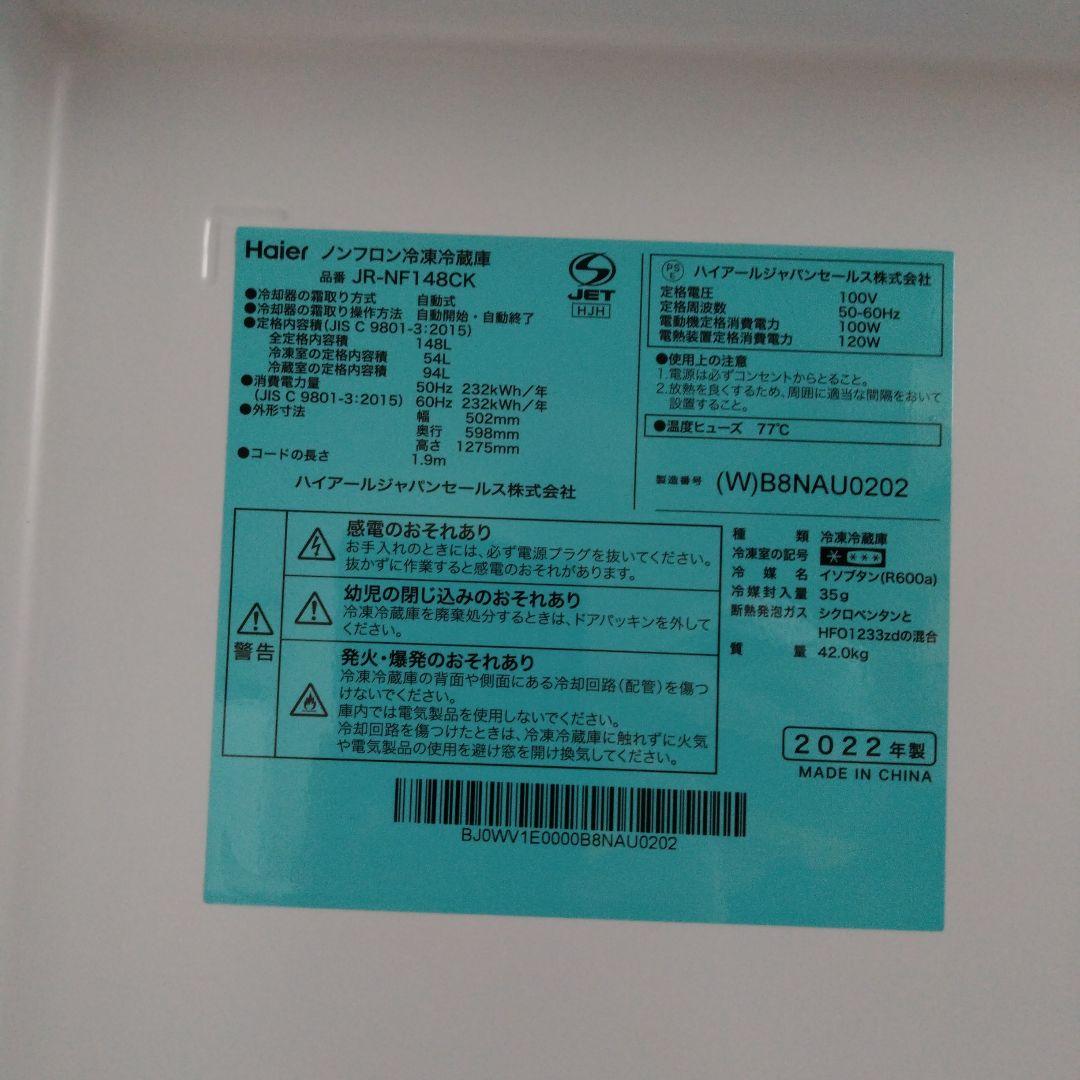 Haier ノンフロン冷凍冷蔵庫
品番 JR-NF148CK
●冷却器の霜取り方式 自動式
●冷却器の霜取り操作方法 自動開始・自動終了
●定格内容積(JIS C 9801-3:2015)
全定格内容積 148L
冷凍室の定格内容積 54L
冷蔵室の定格内容積 94L
●消費電力量 50Hz 232kWh/年
(JIS C 9801-3:2015) 60Hz 232kWh/年
●外形寸法 幅 502mm
奥行 598mm
高さ 1275mm
●コードの長さ 1.9m
ハイアールジャパンセールス株式会社
JET
HJH
PS
E
ハイアールジャパンセールス株式会社
定格電圧 100V
定格周波数 50-60Hz
電動機定格消費電力 100W
電熱装置定格消費電力 120W
●使用上の注意
1.電源は必ずコンセントからとること。
2.放熱を良くするため、周囲に適当な間隔をおいて
設置すること。
●温度ヒューズ 77℃
製造番号 (W)B8NAU0202
警告
感電のおそれあり
お手入れのときには、必ず電源プラグを抜いてください。
抜かずに作業すると感電のおそれがあります。
幼児の閉じ込みのおそれあり
冷凍冷蔵庫を廃棄処分するときは、ドアパッキンを外して
ください。
発火・爆発のおそれあり
冷凍冷蔵庫の背面や側面にある冷却回路(配管)を傷つ
けないでください。
庫内では電気製品を使用しないでください。
冷却回路を傷つけたときは、冷凍冷蔵庫に触れずに火気
や電気製品の使用を避け窓を開け換気してください。
種類 冷凍冷蔵庫
冷凍室の記号
冷媒名 イソブタン(R600a)
冷媒封入量 35g
断熱発泡ガス シクロペンタンと
HFO1233zdの混合
質量 42.0kg
2022年製
MADE IN CHINA
BJ0WV1E0000B8NAU0202